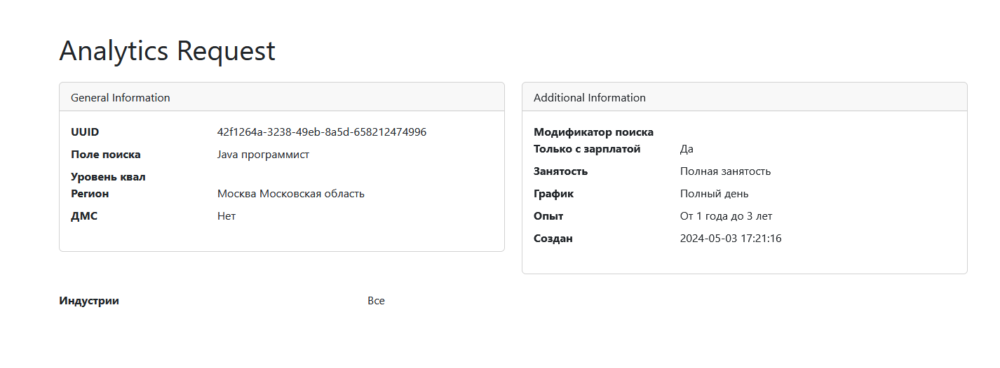 Analytics Request
General Information
UUID 42f1264a-3238-49eb-8a5d-658212474996
Поле поиска Java программист
Уровень квал
Регион Москва Московская область
ДМС Нет
Additional Information
Модификатор поиска
Только с зарплатой Да
Занятость Полная занятость
График Полный день
Опыт От 1 года до 3 лет
Создан 2024-05-03 17:21:16
Индустрии Все